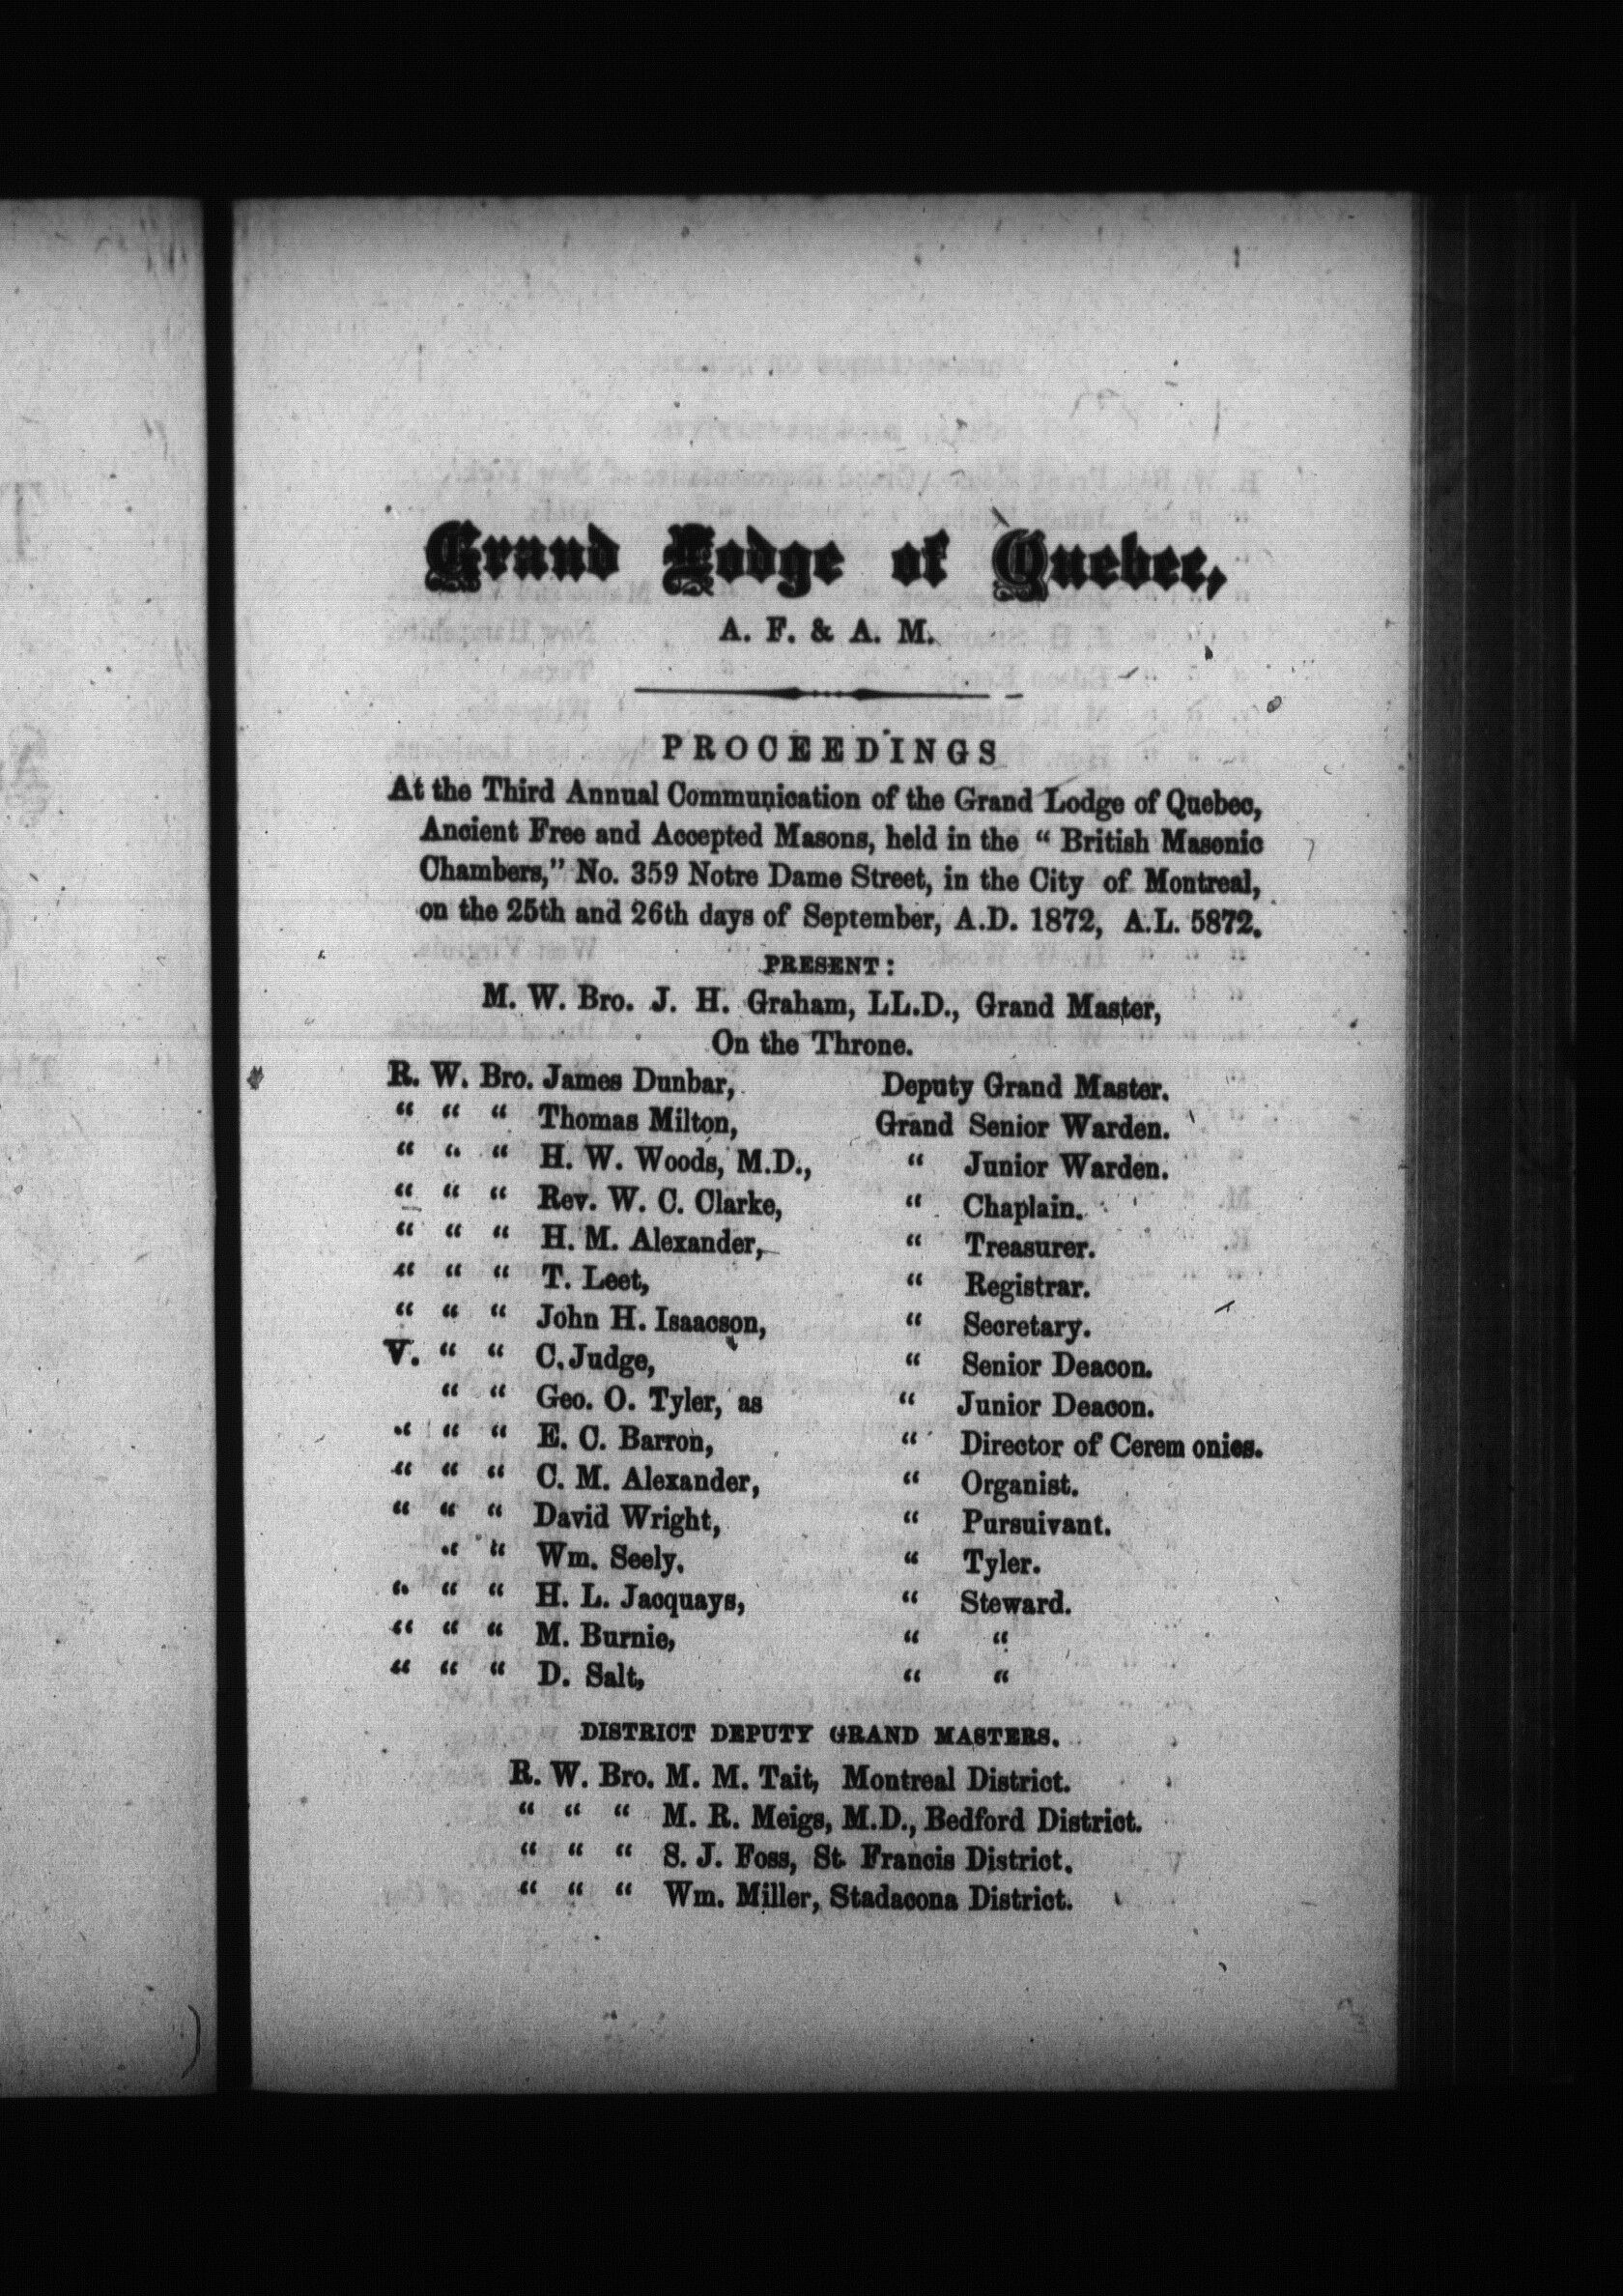 Grand Lodge of Quebec,
A. F. & A. M.
PROCEEDINGS
At the Third Annual Communication of the Grand Lodge of Quebec,
Ancient Free and Accepted Masons, held in the “ British Masonic
Chambers,” No. 359 Notre Dame Street, in the City of Montreal,
on the 25th and 26th days of September, A.D. 1872, A.L. 5872.
PRESENT :
M. W. Bro. J. H. Graham, LL.D., Grand Master,
On the Throne.
R. W. Bro. James Dunbar, Deputy Grand Master.
“ “ “ Thomas Milton, Grand Senior Warden.
“ “ “ H. W. Woods, M.D., “ Junior Warden.
“ “ “ Rev. W. C. Clarke, “ Chaplain.
“ “ “ H. M. Alexander, “ Treasurer.
“ “ “ T. Leet, “ Registrar.
“ “ “ John H. Isaacson, “ Secretary.
V. “ “ C. Judge, “ Senior Deacon.
“ “ Geo. O. Tyler, as “ Junior Deacon.
“ “ “ E. C. Barron, “ Director of Cerem onies.
“ “ “ C. M. Alexander, “ Organist.
“ “ “ David Wright, “ Pursuivant.
“ “ Wm. Seely, “ Tyler.
“ “ “ H. L. Jacquays, “ Steward.
“ “ “ M. Burnie, “ “
“ “ “ D. Salt, “ “
DISTRICT DEPUTY GRAND MASTERS.
R. W. Bro. M. M. Tait, Montreal District.
“ “ “ M. R. Meigs, M.D., Bedford District.
“ “ “ S. J. Foss, St. Francis District.
“ “ “ Wm. Miller, Stadacona District.